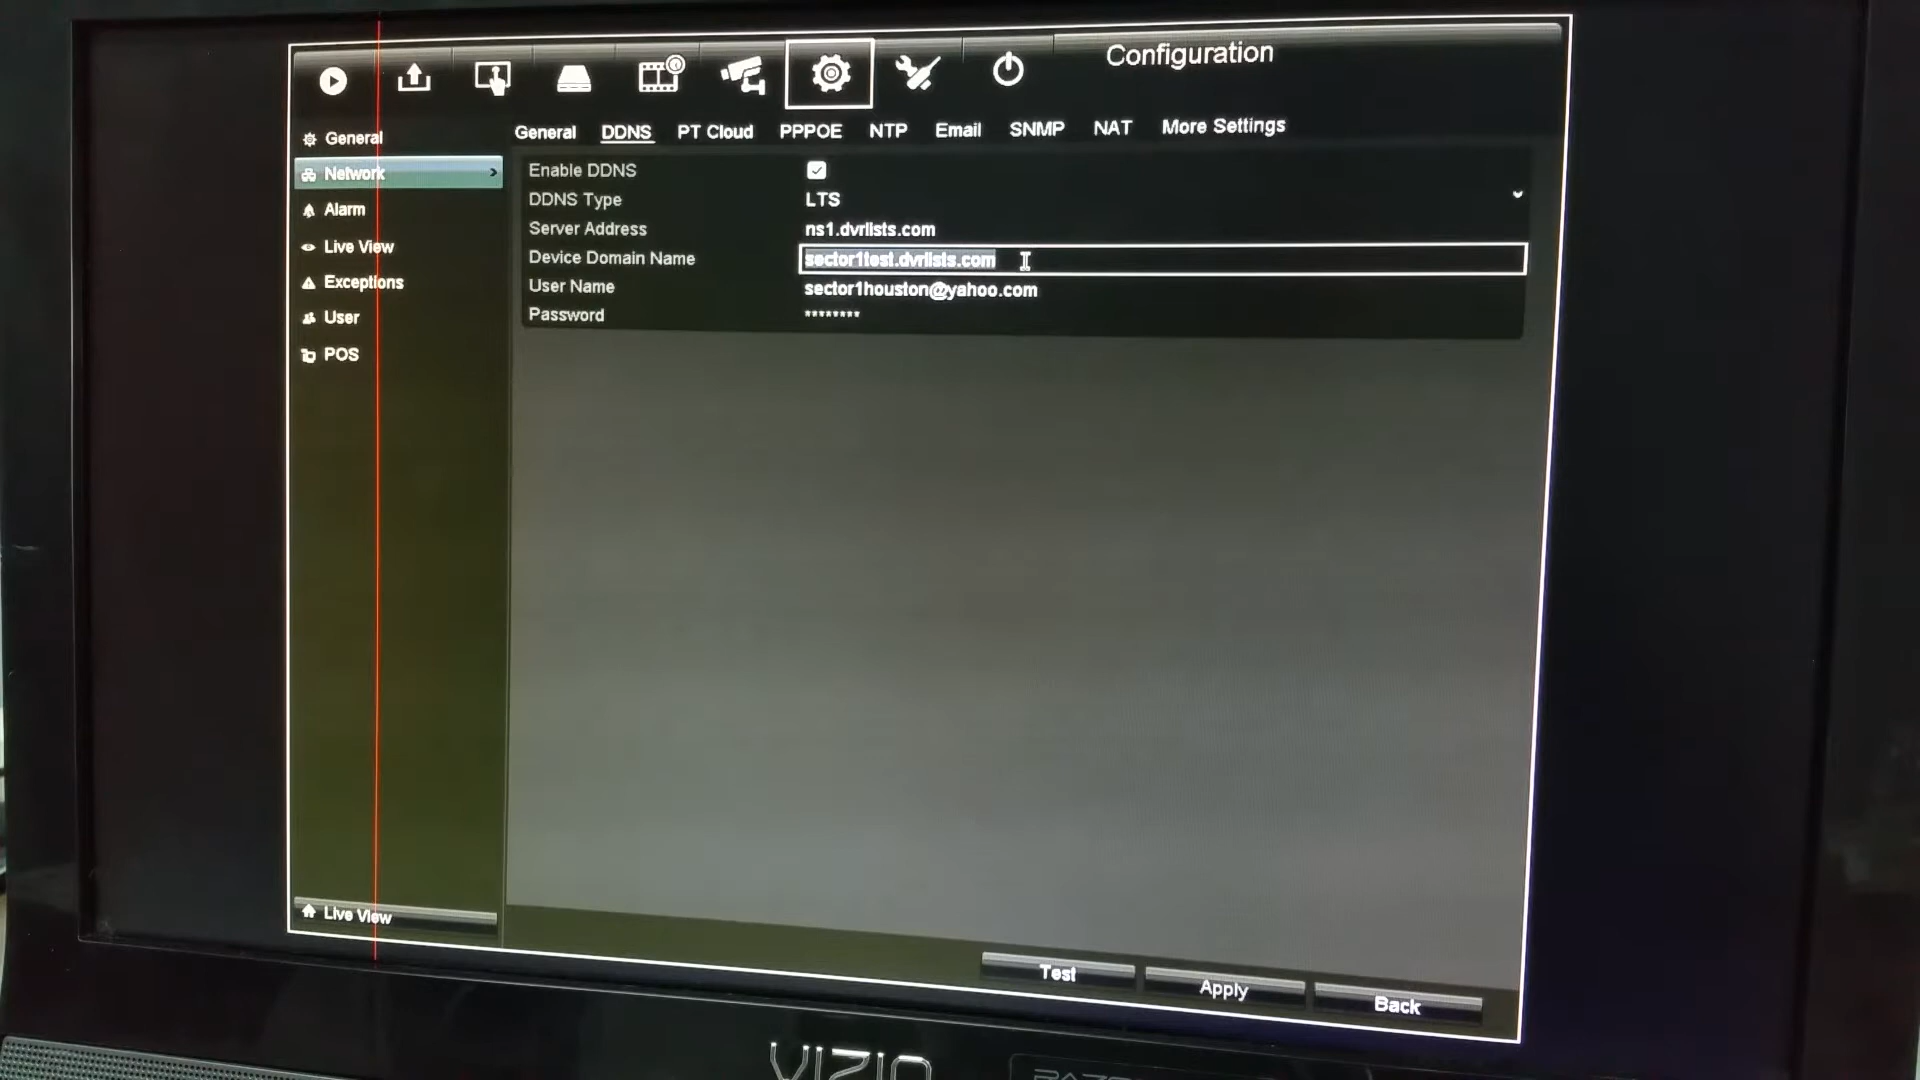 Configuration
General
Network
Alarm
Live View
Exceptions
User
POS
Live View
General DDNS PT Cloud PPPOE NTP Email SNMP NAT More Settings
Enable DDNS
DDNS Type LTS
Server Address ns1.dvrlists.com
Device Domain Name sector1test.dvrlists.com
User Name sector1houston@yahoo.com
Password ********
Test Apply Back
VIZIO